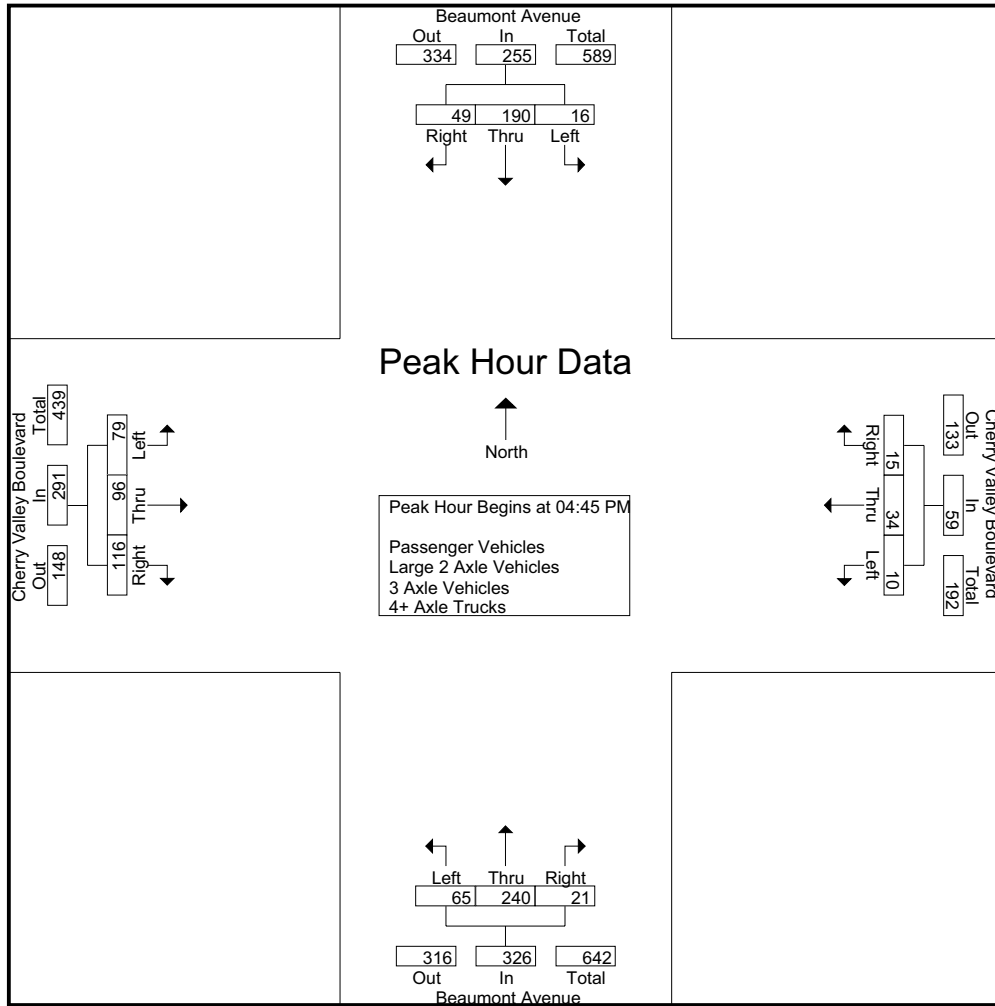 Beaumont Avenue
Out In Total
334 255 589
49 190 16
Right Thru Left
Peak Hour Data
North
Peak Hour Begins at 04:45 PM
Passenger Vehicles
Large 2 Axle Vehicles
3 Axle Vehicles
4+ Axle Trucks
Cherry Valley Boulevard
Out In Total
148 291 439
116 96 79
Right Thru Left
Cherry Valley Boulevard
Out In Total
133 59 192
15 34 10
Right Thru Left
Left Thru Right
65 240 21
316 326 642
Out In Total
Beaumont Avenue